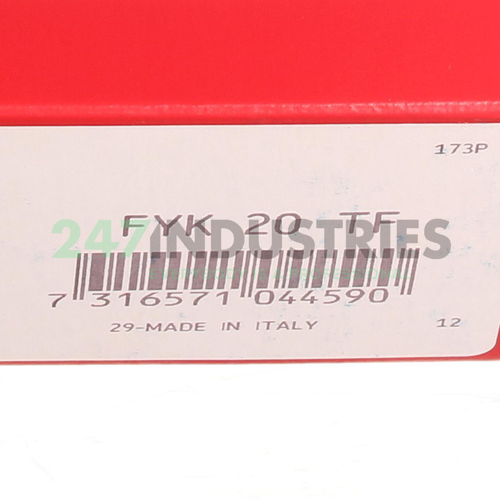 173P
FYK 20 TF
247INDUSTRIES
7 316571 044590
29-MADE IN ITALY
12